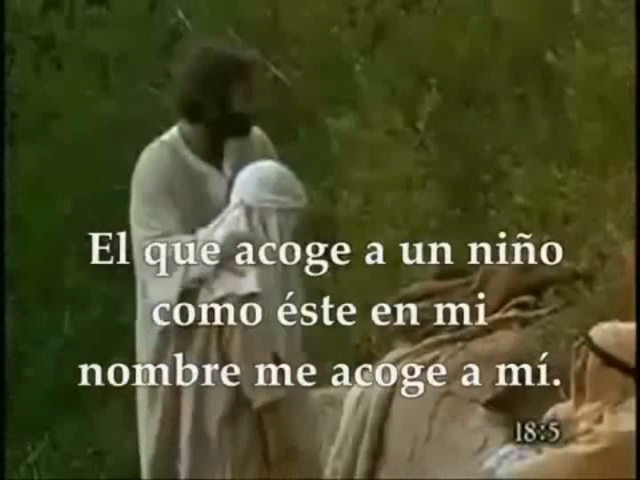 El que acoge a un niño
como éste en mi
nombre me acoge a mí.
18:5